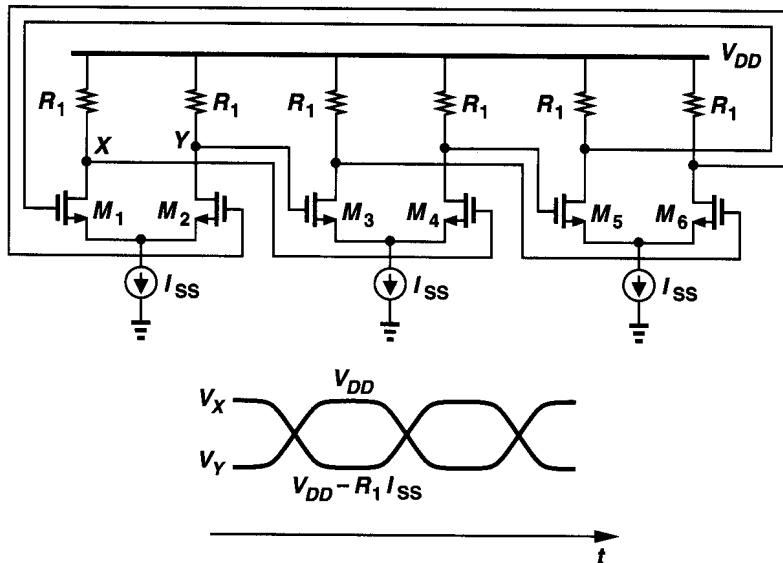 V_DD
R_1 R_1 R_1 R_1 R_1 R_1
X Y
M_1 M_2 M_3 M_4 M_5 M_6
I_SS I_SS I_SS
V_X V_DD
V_Y
V_DD – R_1 I_SS
t